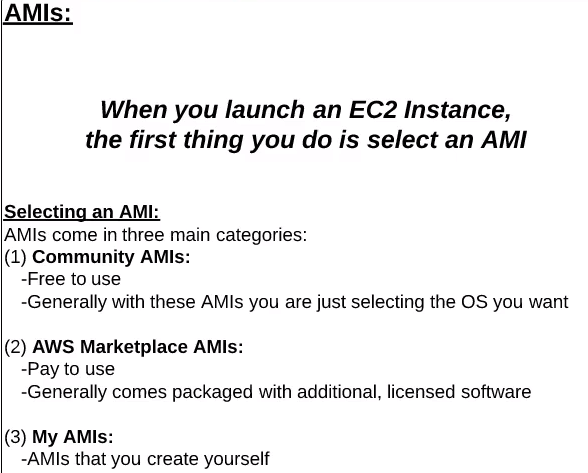 AMIs:
When you launch an EC2 Instance,
the first thing you do is select an AMI
Selecting an AMI:
AMIs come in three main categories:
(1) Community AMIs:
-Free to use
-Generally with these AMIs you are just selecting the OS you want
(2) AWS Marketplace AMIs:
-Pay to use
-Generally comes packaged with additional, licensed software
(3) My AMIs:
-AMIs that you create yourself